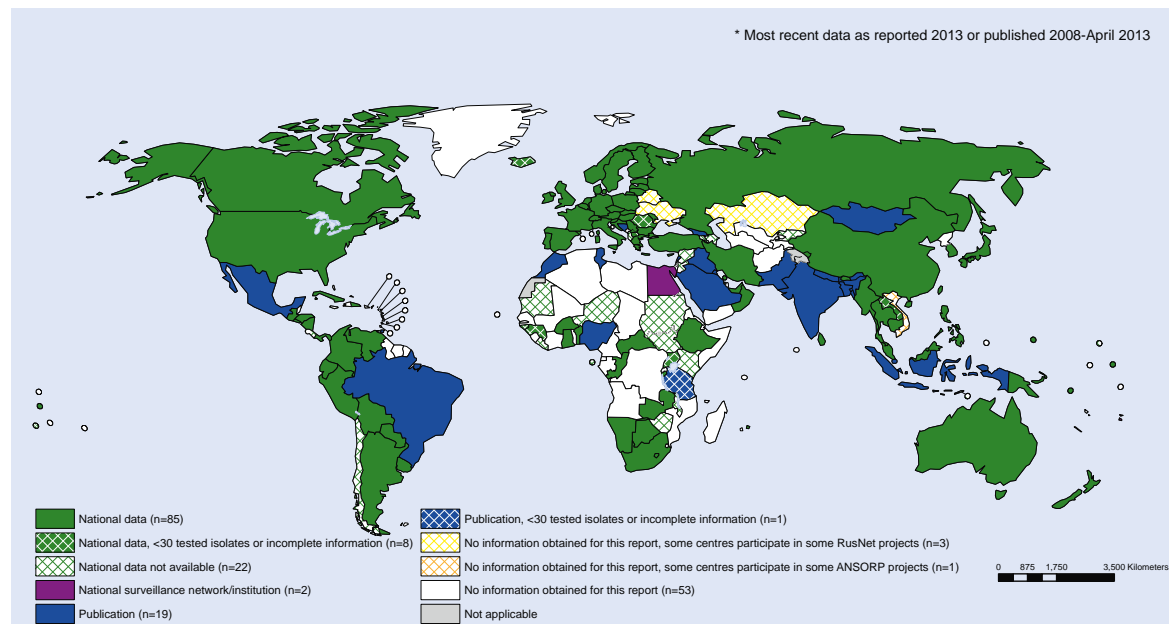 * Most recent data as reported 2013 or published 2008-April 2013
National data (n=85)
National data, <30 tested isolates or incomplete information (n=8)
National data not available (n=22)
National surveillance network/institution (n=2)
Publication (n=19)
Publication, <30 tested isolates or incomplete information (n=1)
No information obtained for this report, some centres participate in some RusNet projects (n=3)
No information obtained for this report, some centres participate in some ANSORP projects (n=1)
No information obtained for this report (n=53)
Not applicable
0 875 1,750 3,500 Kilometers